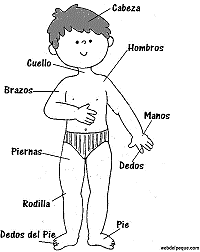 Cabeza
Hombros
Cuello
Brazos
Manos
Piernas
Dedos
Rodilla
Pie
Dedos del Pie
webdelpeque.com